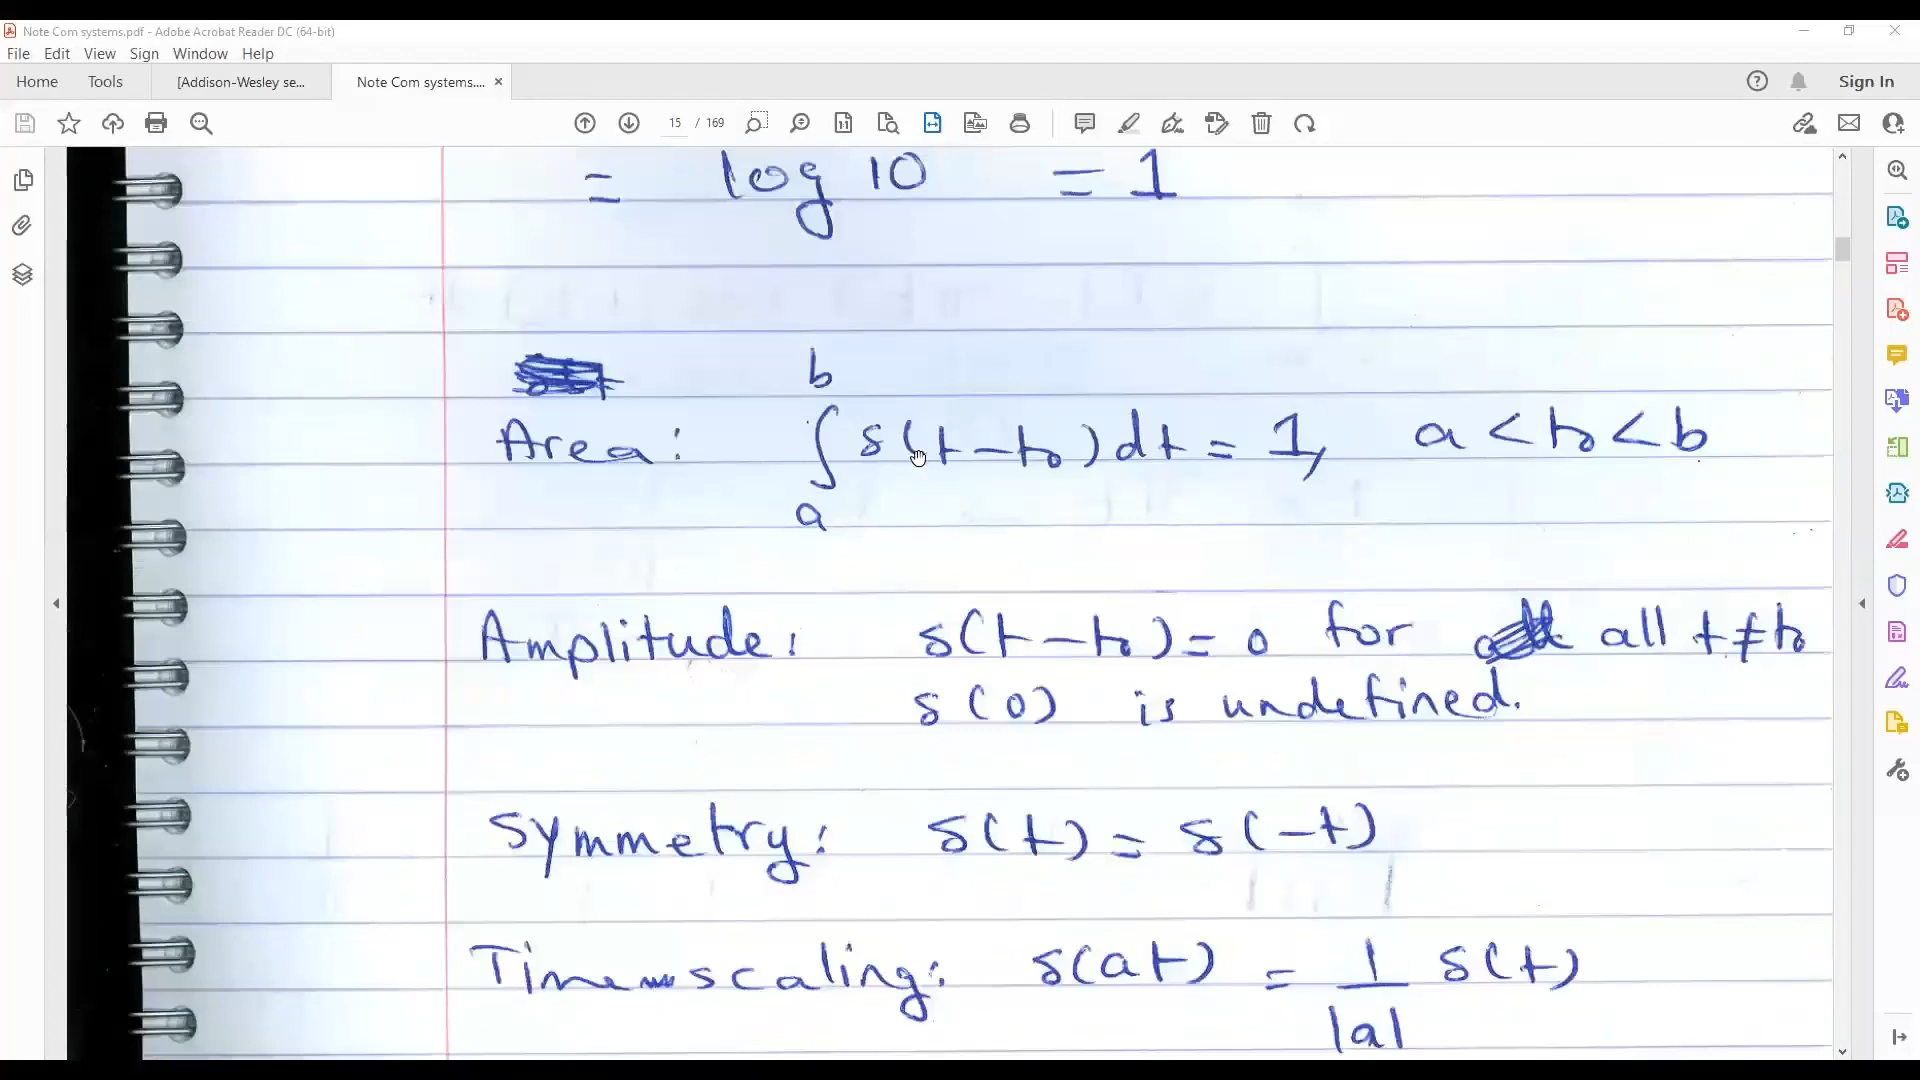 Note Com systems.pdf - Adobe Acrobat Reader DC (64-bit)
File Edit View Sign Window Help
Home Tools [Addison-Wesley se... Note Com systems.... × Sign In
15 / 169
= log 10 = 1
b
Area: ∫ δ(t-t₀) dt = 1, a < t₀ < b
a
Amplitude: δ(t-t₀) = 0 for all t ≠ t₀
δ(0) is undefined.
Symmetry: δ(t) = δ(-t)
Time scaling: δ(at) = 1 δ(t)
|a|